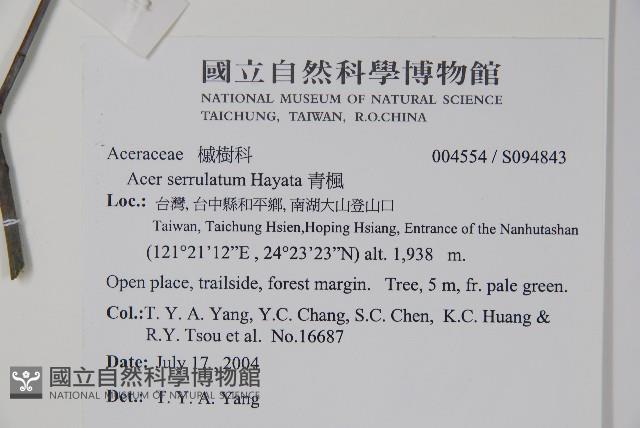 國立自然科學博物館
NATIONAL MUSEUM OF NATURAL SCIENCE
TAICHUNG, TAIWAN, R.O.CHINA
Aceraceae 槭樹科 004554 / S094843
Acer serrulatum Hayata 青楓
Loc.: 台灣, 台中縣和平鄉, 南湖大山登山口
Taiwan, Taichung Hsien,Hoping Hsiang, Entrance of the Nanhutashan
(121°21'12”E , 24°23'23”N) alt. 1,938 m.
Open place, trailside, forest margin. Tree, 5 m, fr. pale green.
Col.:T. Y. A. Yang, Y.C. Chang, S.C. Chen, K.C. Huang &
R.Y. Tsou et al. No.16687
Date: July 17, 2004
國立自然科學博物館
NATIONAL MUSEUM OF NATURAL SCIENCE
Det.: T. Y. A. Yang